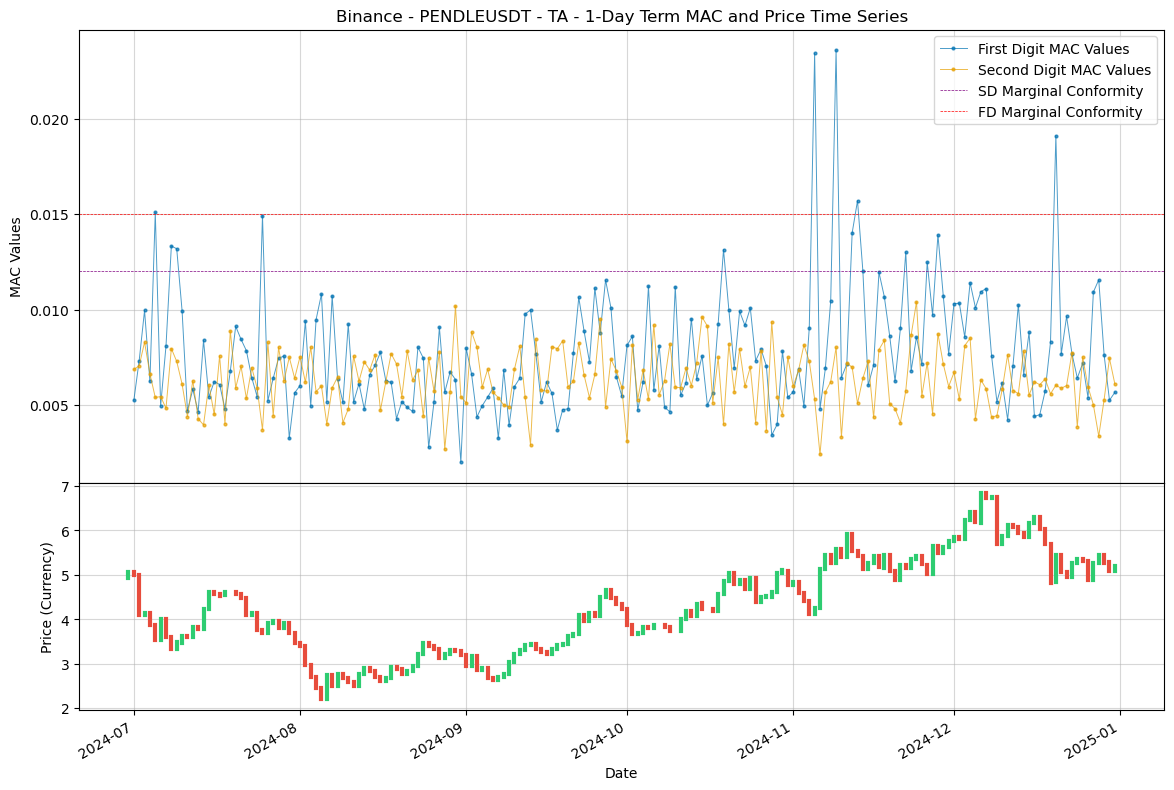 Binance - PENDLEUSDT - TA - 1-Day Term MAC and Price Time Series
First Digit MAC Values
Second Digit MAC Values
SD Marginal Conformity
FD Marginal Conformity
MAC Values
0.020
0.015
0.010
0.005
Price (Currency)
7
6
5
4
3
2
2024-07
2024-08
2024-09
2024-10
2024-11
2024-12
2025-01
Date